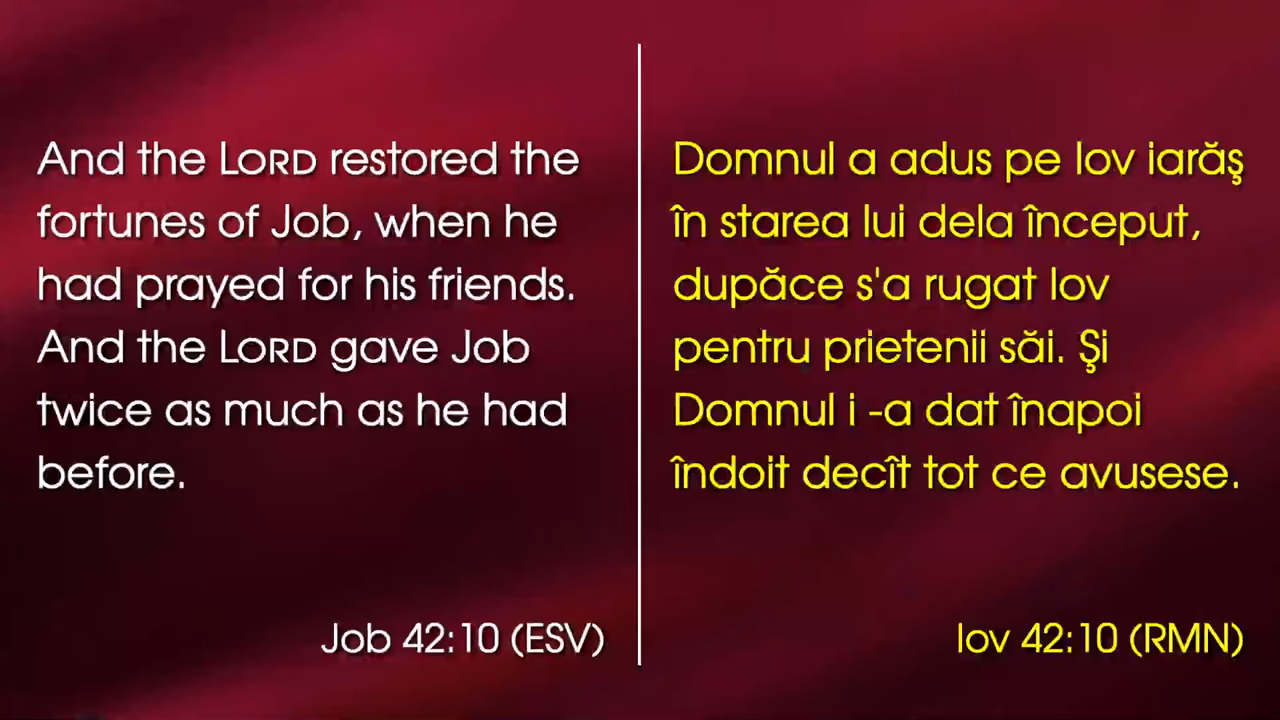 And the LORD restored the
fortunes of Job, when he
had prayed for his friends.
And the LORD gave Job
twice as much as he had
before.
Job 42:10 (ESV)
Domnul a adus pe Iov iarăş
în starea lui dela început,
dupăce s'a rugat Iov
pentru prietenii săi. Şi
Domnul i -a dat înapoi
îndoit decît tot ce avusese.
Iov 42:10 (RMN)